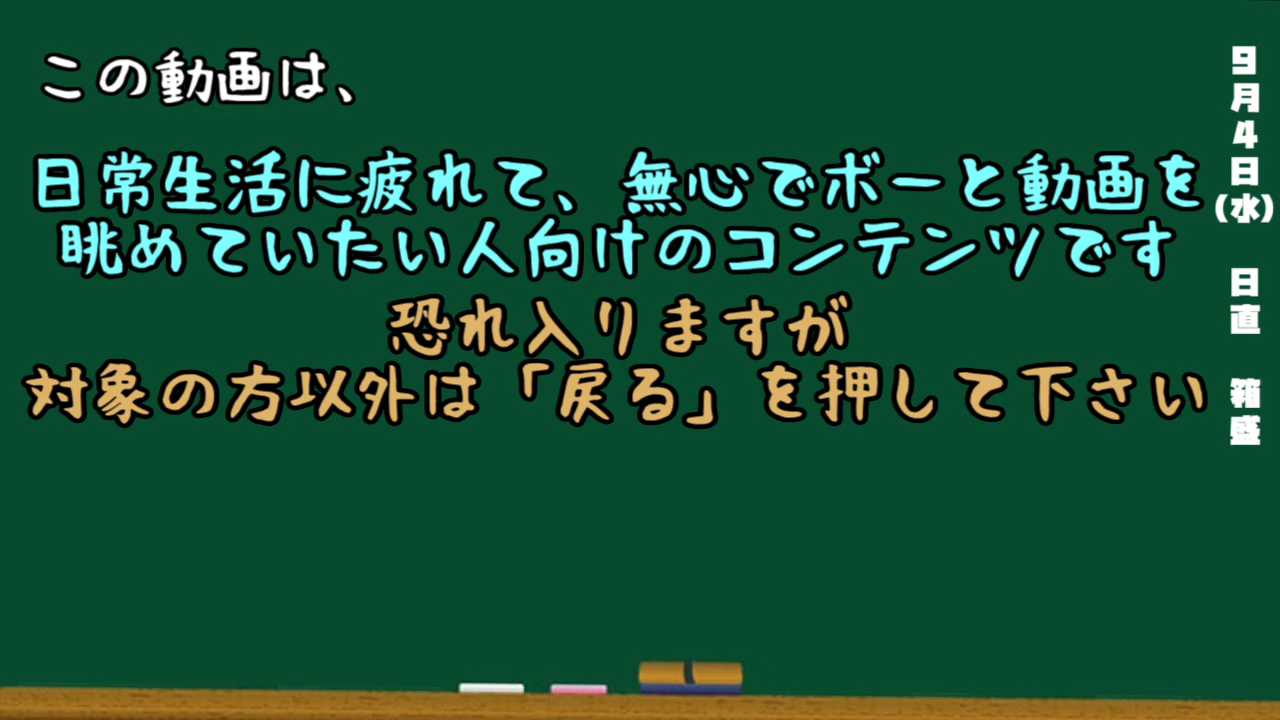 この動画は、
日常生活に疲れて、無心でボーと動画を
眺めていたい人向けのコンテンツです
恐れ入りますが
対象の方以外は「戻る」を押して下さい
9月4日(水) 日直 箱盛